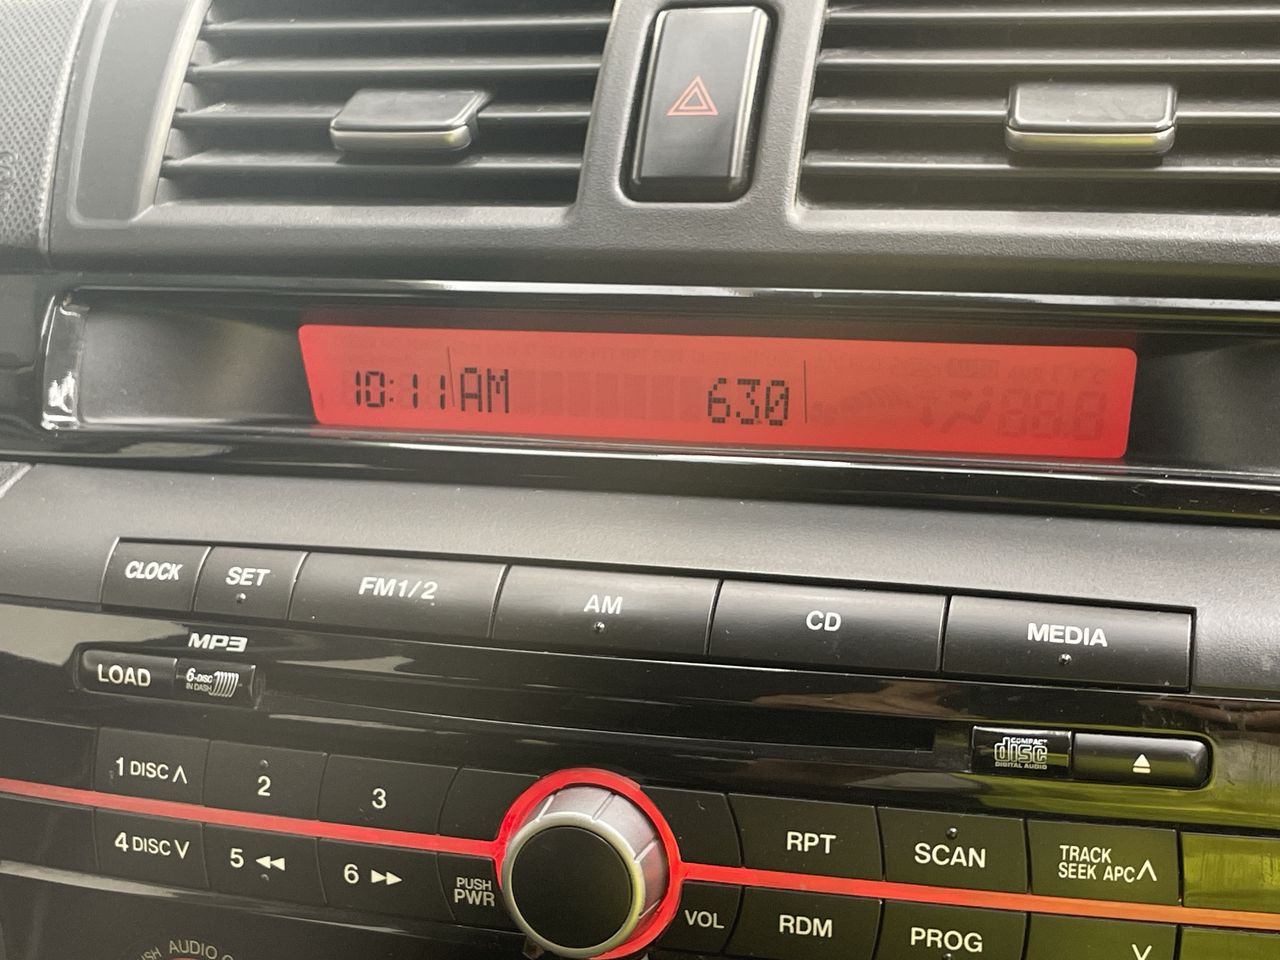 10:11 AM 630
CLOCK
SET
FM1/2
AM
CD
MEDIA
MP3
LOAD
6-DISC
IN DASH
COMPACT
disc
DIGITAL AUDIO
1 DISC ∧
2
3
RPT
SCAN
TRACK
SEEK APC ∧
4 DISC ∨
5 ◀◀
6 ▶▶
PUSH
PWR
VOL
RDM
PROG
∨
AUDIO